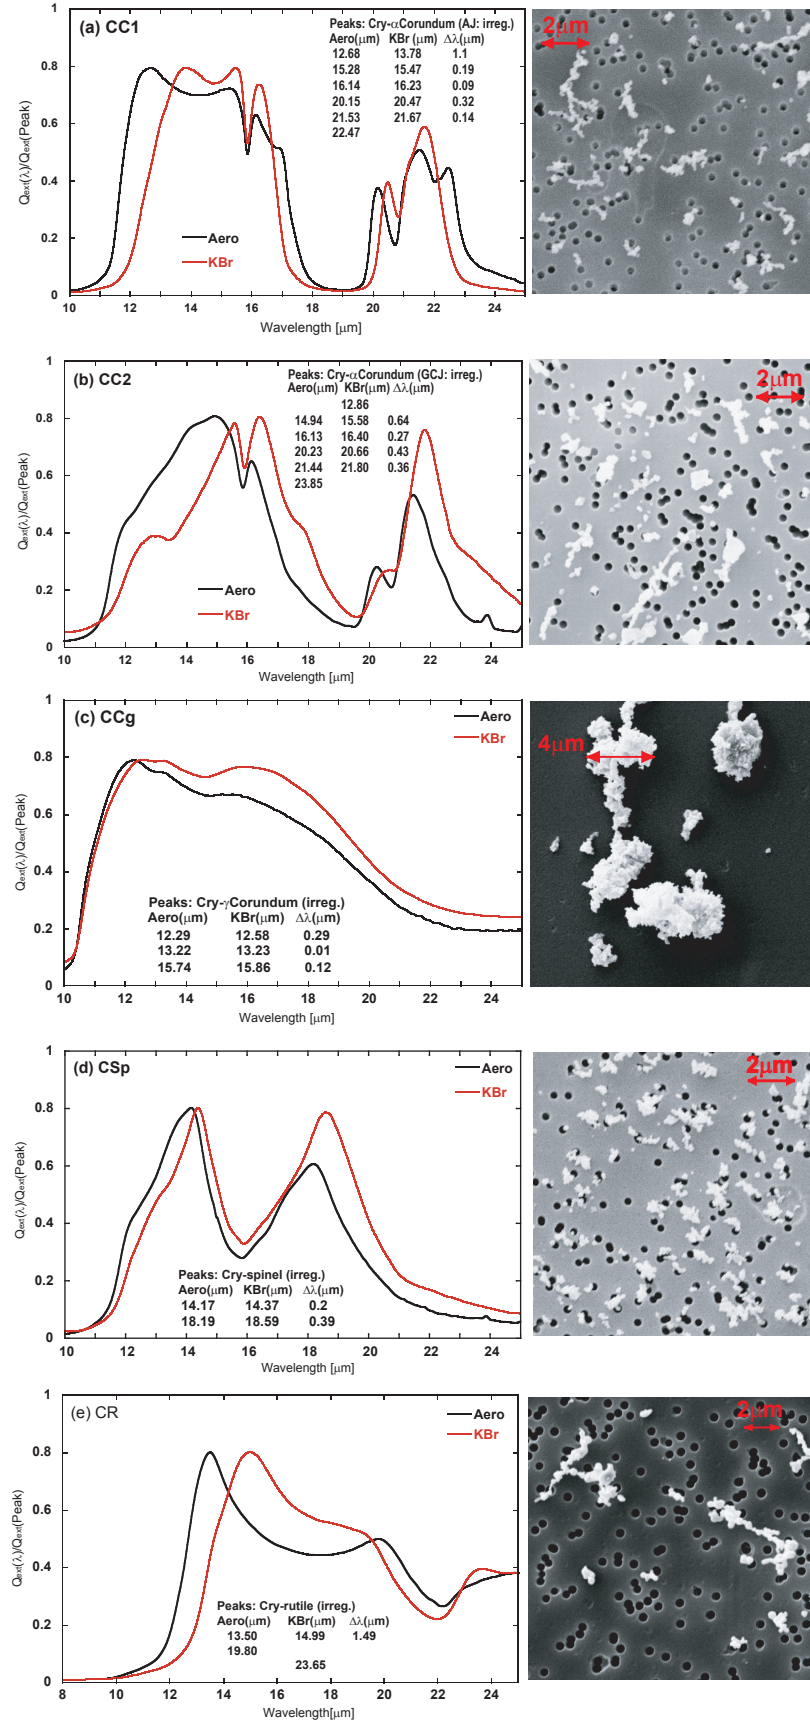 (a) CC1
Peaks: Cry-αCorundum (AJ: irreg.)
Aero(μm) KBr (μm) Δλ(μm)
12.68 13.78 1.1
15.28 15.47 0.19
16.14 16.23 0.09
20.15 20.47 0.32
21.53 21.67 0.14
22.47
Aero
KBr
Qext(λ)/Qext(Peak)
1
0.8
0.6
0.4
0.2
0
10 12 14 16 18 20 22 24
Wavelength [μm]
2μm
(b) CC2
Peaks: Cry-αCorundum (GCJ: irreg.)
Aero(μm) KBr(μm) Δλ(μm)
12.86
14.94 15.58 0.64
16.13 16.40 0.27
20.23 20.66 0.43
21.44 21.80 0.36
23.85
Aero
KBr
Qext(λ)/Qext(Peak)
1
0.8
0.6
0.4
0.2
0
10 12 14 16 18 20 22 24
Wavelength [μm]
2μm
(c) CCg
Aero
KBr
Peaks: Cry-γCorundum (irreg.)
Aero(μm) KBr(μm) Δλ(μm)
12.29 12.58 0.29
13.22 13.23 0.01
15.74 15.86 0.12
Qext(λ)/Qext(Peak)
1
0.8
0.6
0.4
0.2
0
10 12 14 16 18 20 22 24
Wavelength [μm]
4μm
(d) CSp
Aero
KBr
Peaks: Cry-spinel (irreg.)
Aero(μm) KBr(μm) Δλ(μm)
14.17 14.37 0.2
18.19 18.59 0.39
Qext(λ)/Qext(Peak)
1
0.8
0.6
0.4
0.2
0
10 12 14 16 18 20 22 24
Wavelength [μm]
2μm
(e) CR
Aero
KBr
Peaks: Cry-rutile (irreg.)
Aero(μm) KBr(μm) Δλ(μm)
13.50 14.99 1.49
19.80
23.65
Qext(λ)/Qext(Peak)
1
0.8
0.6
0.4
0.2
0
8 10 12 14 16 18 20 22 24
Wavelength[μm]
2μm